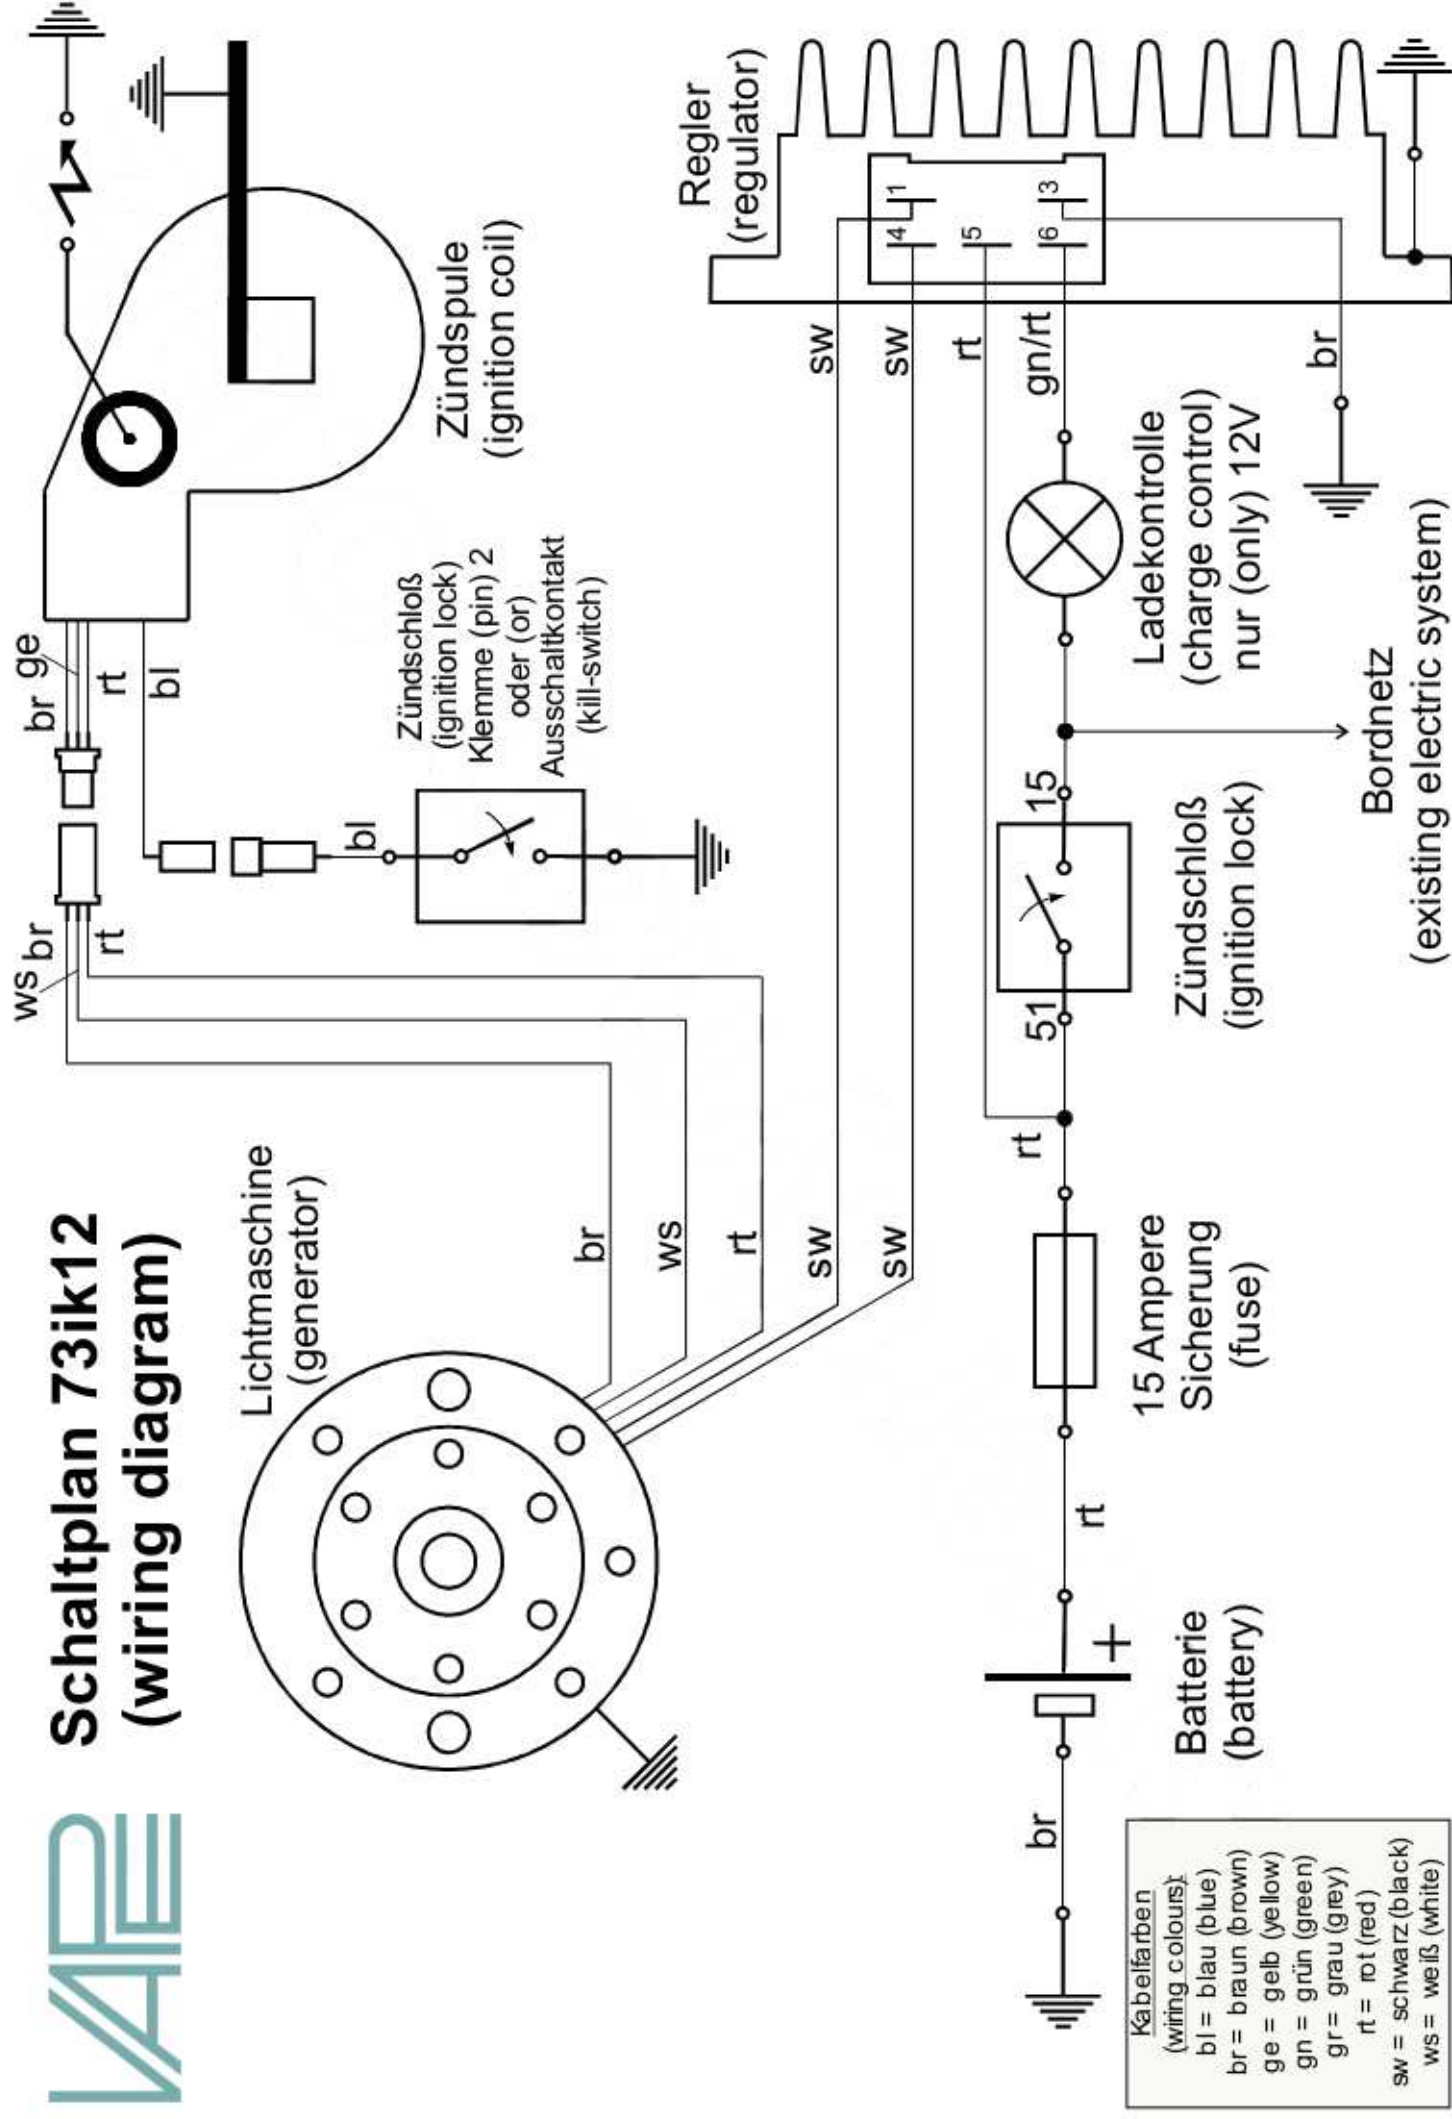 VAPE
Schaltplan 73ik12
(wiring diagram)
Lichtmaschine
(generator)
ws
br
rt
br
ge
rt
bl
bl
Zündschloß
(ignition lock)
Klemme (pin) 2
oder (or)
Ausschaltkontakt
(kill-switch)
Zündspule
(ignition coil)
br
ws
rt
sw
sw
Regler
(regulator)
sw
sw
rt
gn/rt
br
1
4
5
3
6
Ladekontrolle
(charge control)
nur (only) 12V
Bordnetz
(existing electric system)
15
51
Zündschloß
(ignition lock)
rt
15 Ampere
Sicherung
(fuse)
rt
+
Batterie
(battery)
br
Kabelfarben
(wiring colours):
bl = blau (blue)
br = braun (brown)
ge = gelb (yellow)
gn = grün (green)
gr = grau (grey)
rt = rot (red)
sw = schwarz (black)
ws = weiß (white)